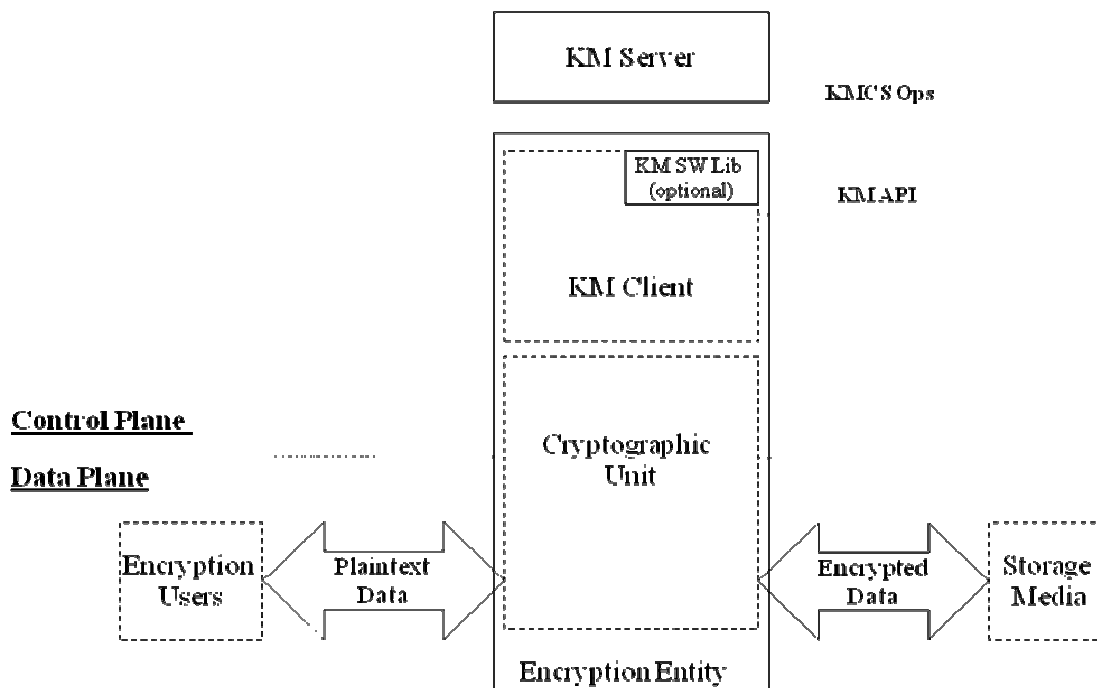 KM Server
KMCS Ops
KM SW Lib
(optional)
KM API
KM Client
Control Plane
Data Plane
Cryptographic
Unit
Encryption
Users
Plaintext
Data
Encrypted
Data
Storage
Media
Encryption Entity